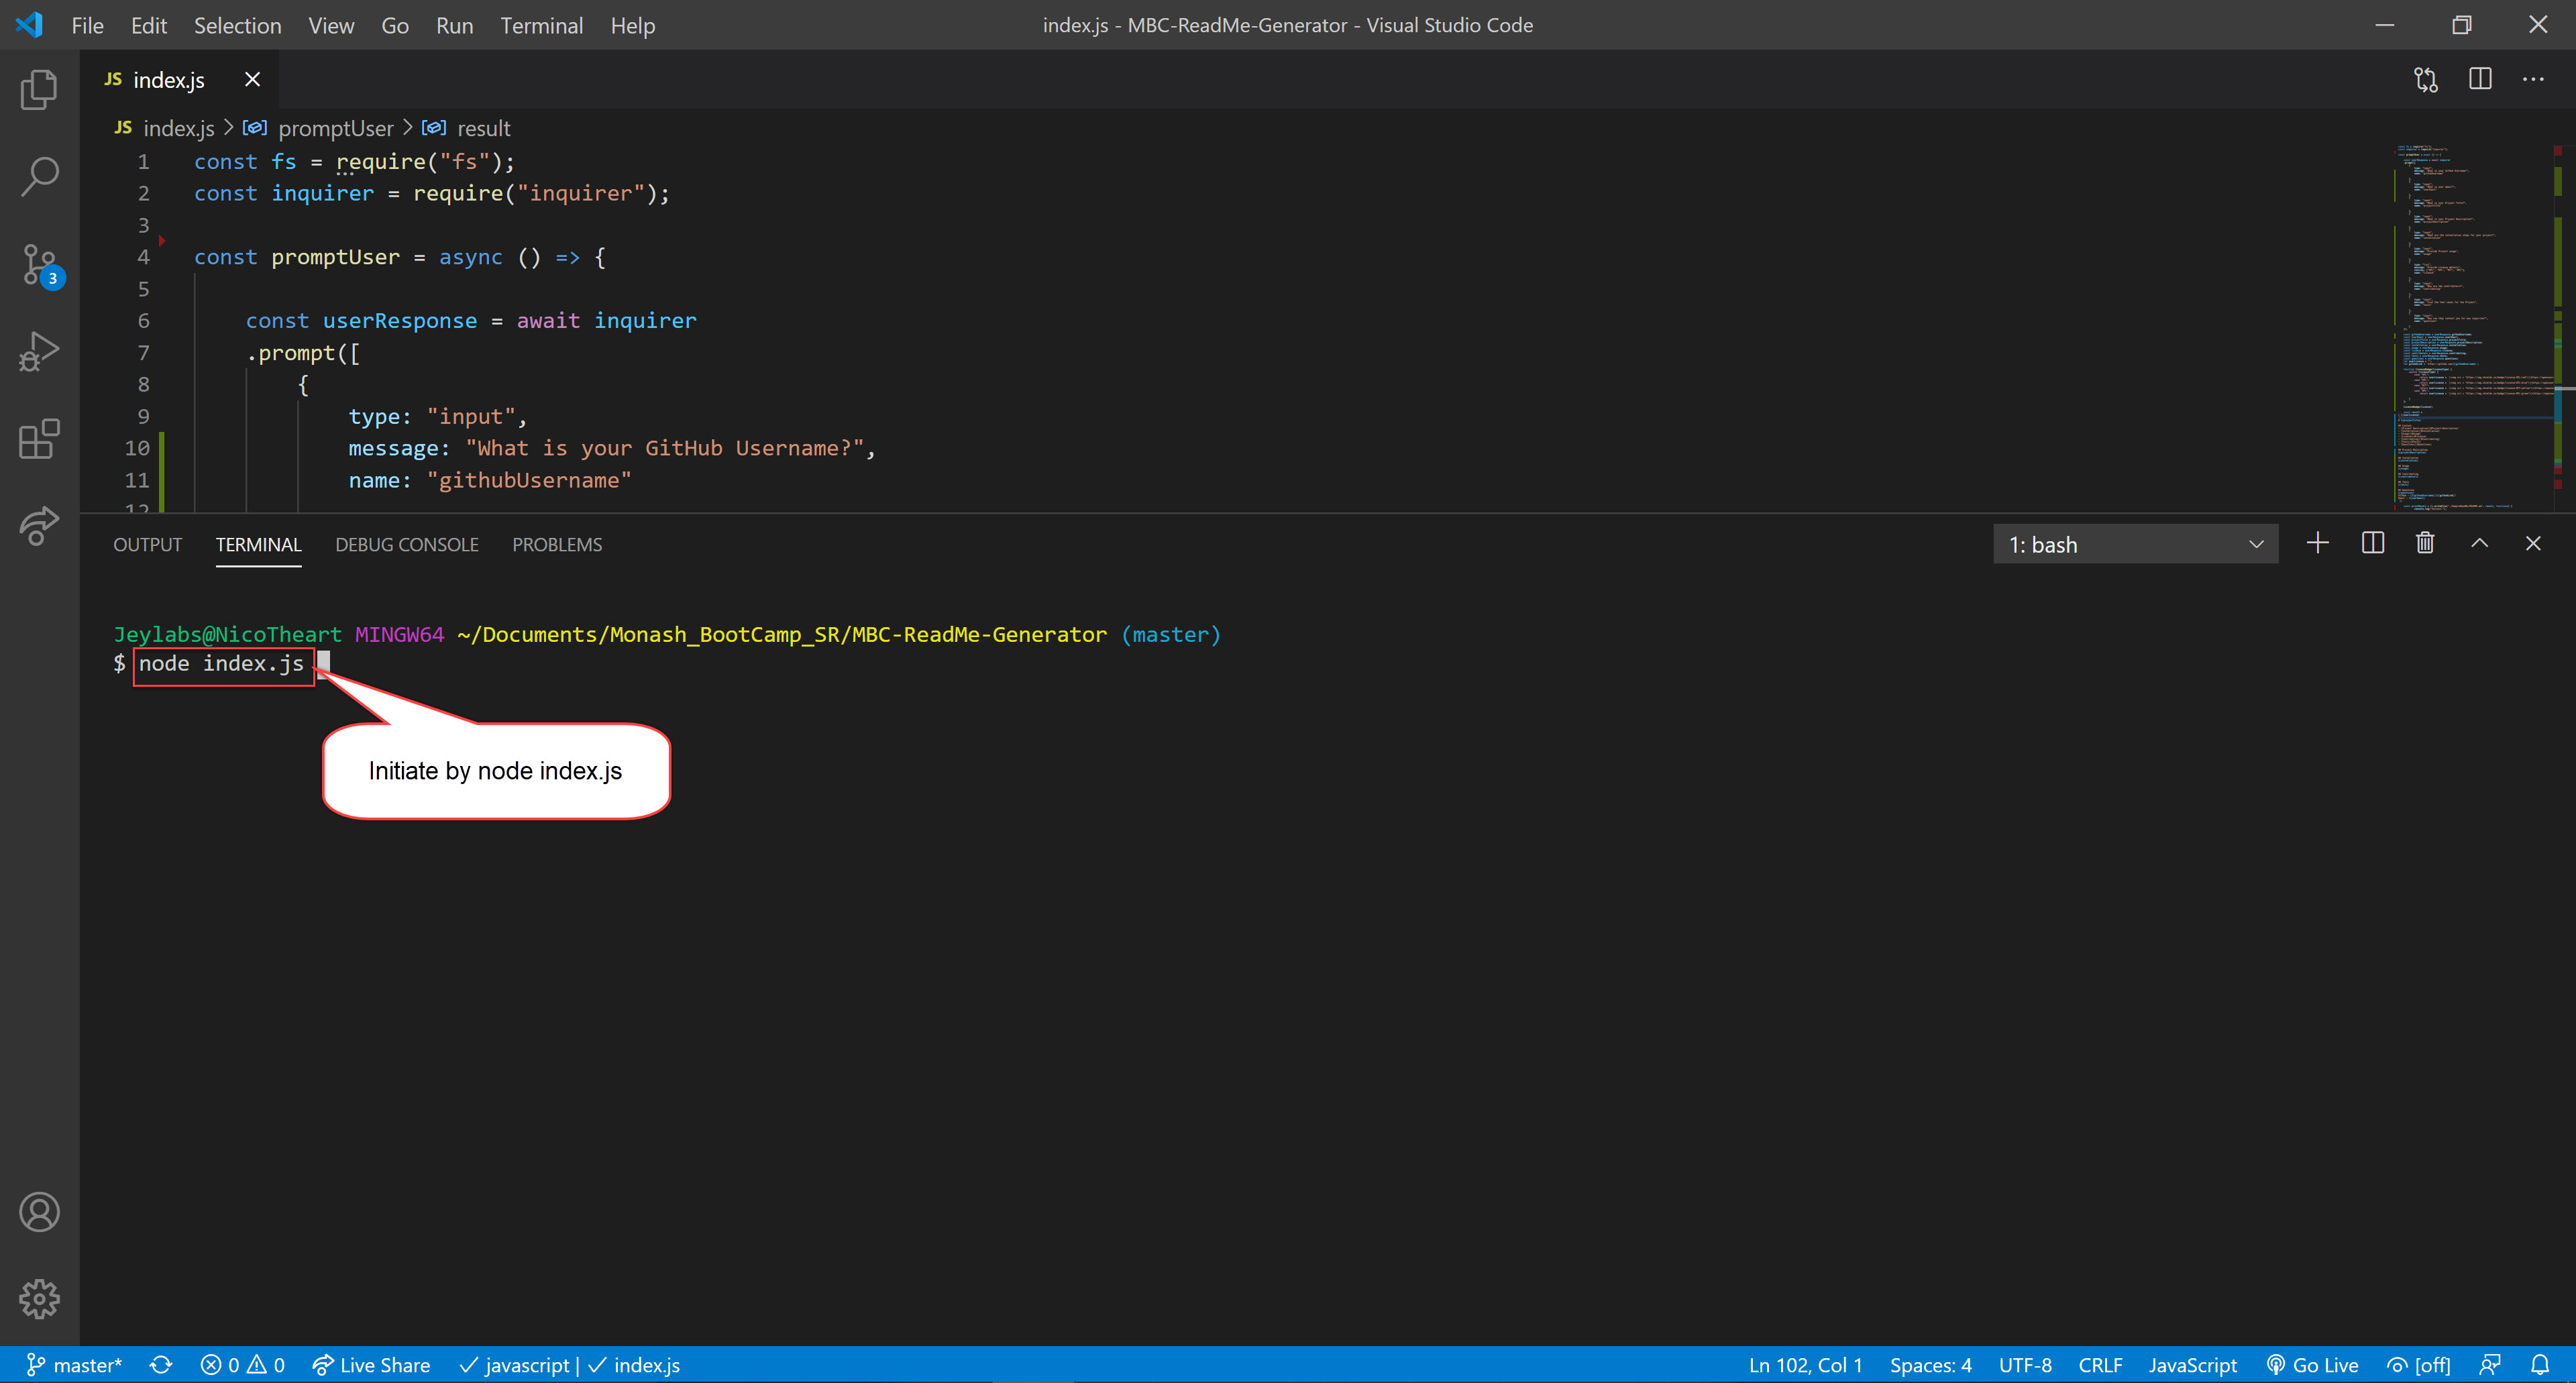 File Edit Selection View Go Run Terminal Help
index.js - MBC-ReadMe-Generator - Visual Studio Code
JS index.js
JS index.js > promptUser > result
1 const fs = require("fs");
2 const inquirer = require("inquirer");
3
4 const promptUser = async () => {
5
6 const userResponse = await inquirer
7 .prompt([
8 {
9 type: "input",
10 message: "What is your GitHub Username?",
11 name: "githubUsername"
12
3
OUTPUT TERMINAL DEBUG CONSOLE PROBLEMS
1: bash
Jeylabs@NicoTheart MINGW64 ~/Documents/Monash_BootCamp_SR/MBC-ReadMe-Generator (master)
$ node index.js
Initiate by node index.js
master* 0 0 Live Share javascript | index.js
Ln 102, Col 1 Spaces: 4 UTF-8 CRLF JavaScript Go Live [off]